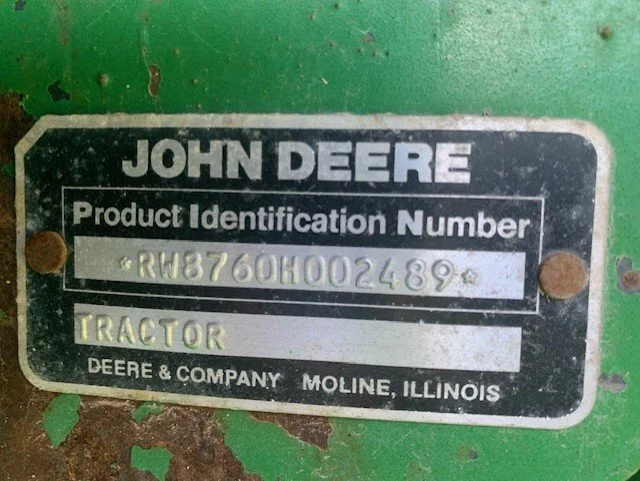 JOHN DEERE
Product Identification Number
*RW8760H002489*
TRACTOR
DEERE & COMPANY MOLINE, ILLINOIS